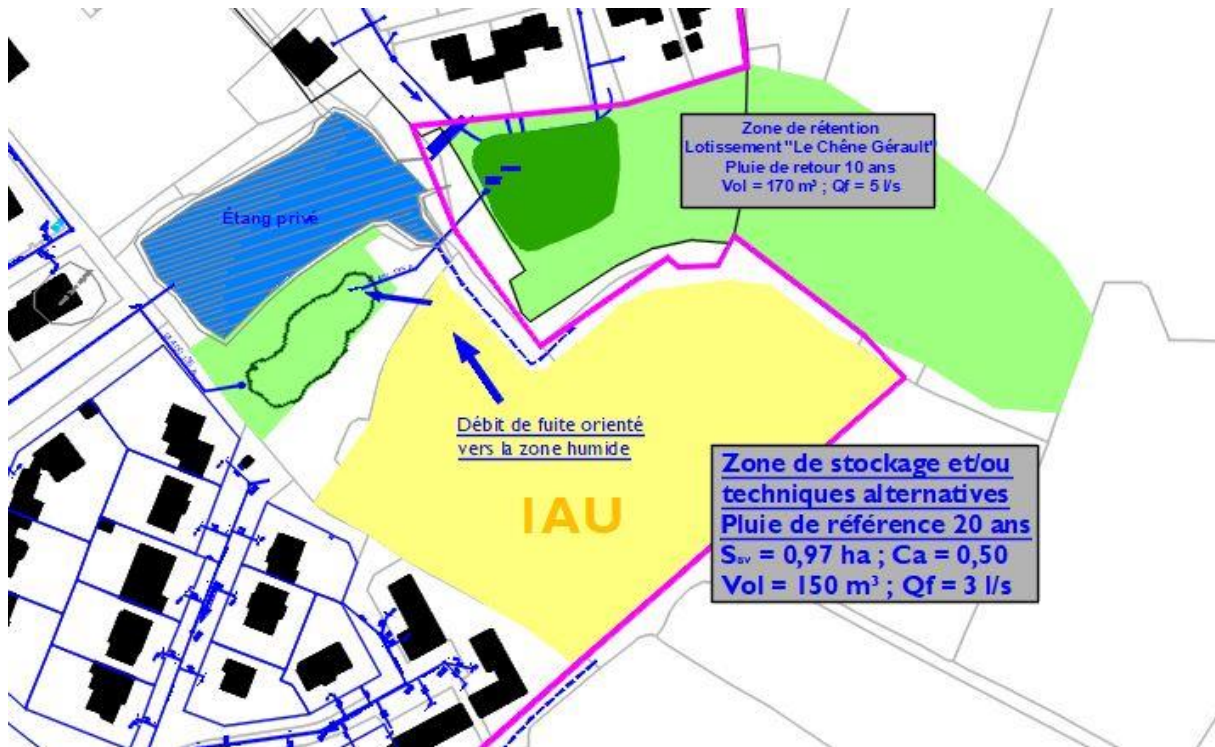 Zone de rétention
Lotissement "Le Chêne Gérault"
Pluie de retour 10 ans
Vol = 170 m³ ; Qf = 5 l/s
Étang privé
Débit de fuite orienté
vers la zone humide
IAU
Zone de stockage et/ou
techniques alternatives
Pluie de référence 20 ans
S = 0,97 ha ; Ca = 0,50
Vol = 150 m³ ; Qf = 3 l/s